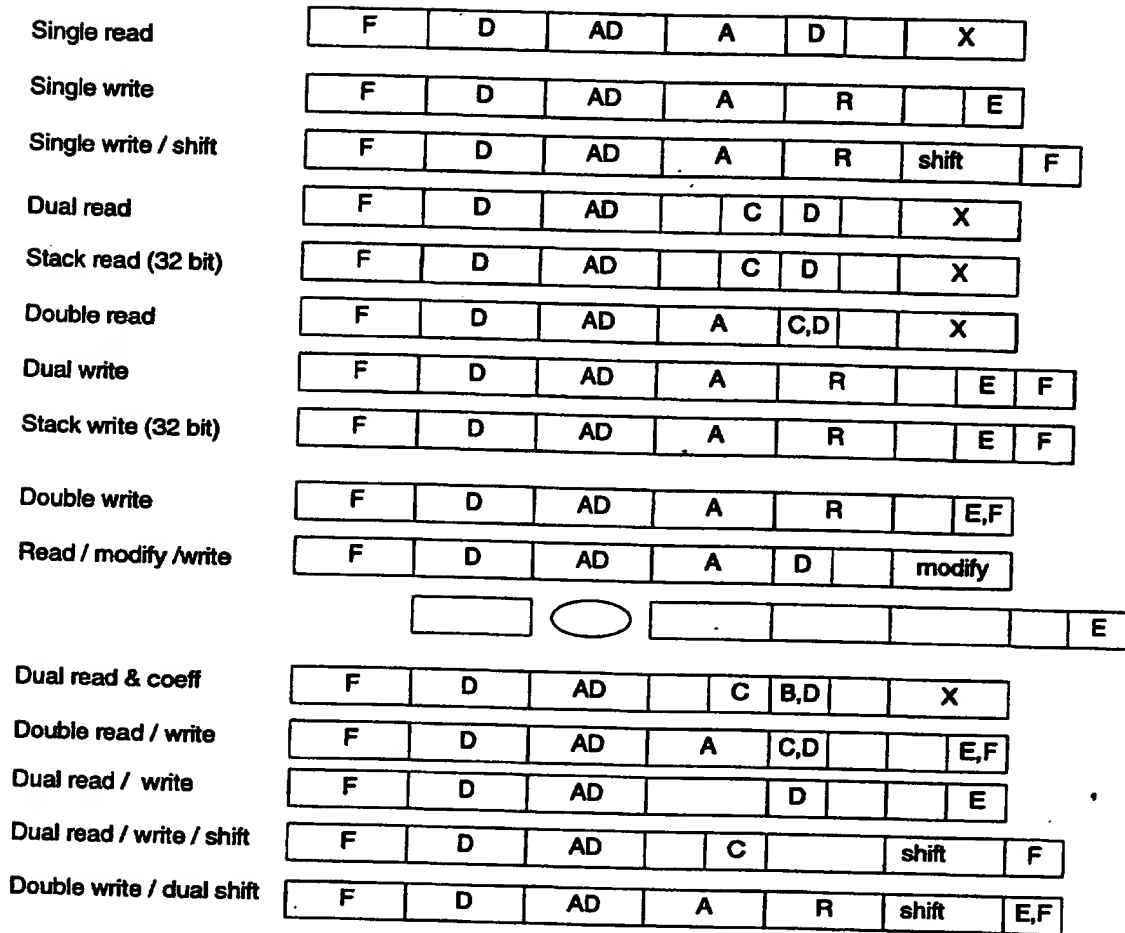 Single read F D AD A D X
Single write F D AD A R E
Single write / shift F D AD A R shift F
Dual read F D AD C D X
Stack read (32 bit) F D AD C D X
Double read F D AD A C,D X
Dual write F D AD A R E F
Stack write (32 bit) F D AD A R E F
Double write F D AD A R E,F
Read / modify /write F D AD A D modify
E
Dual read & coeff F D AD C B,D X
Double read / write F D AD A C,D E,F
Dual read / write F D AD D E
Dual read / write / shift F D AD C shift F
Double write / dual shift F D AD A R shift E,F